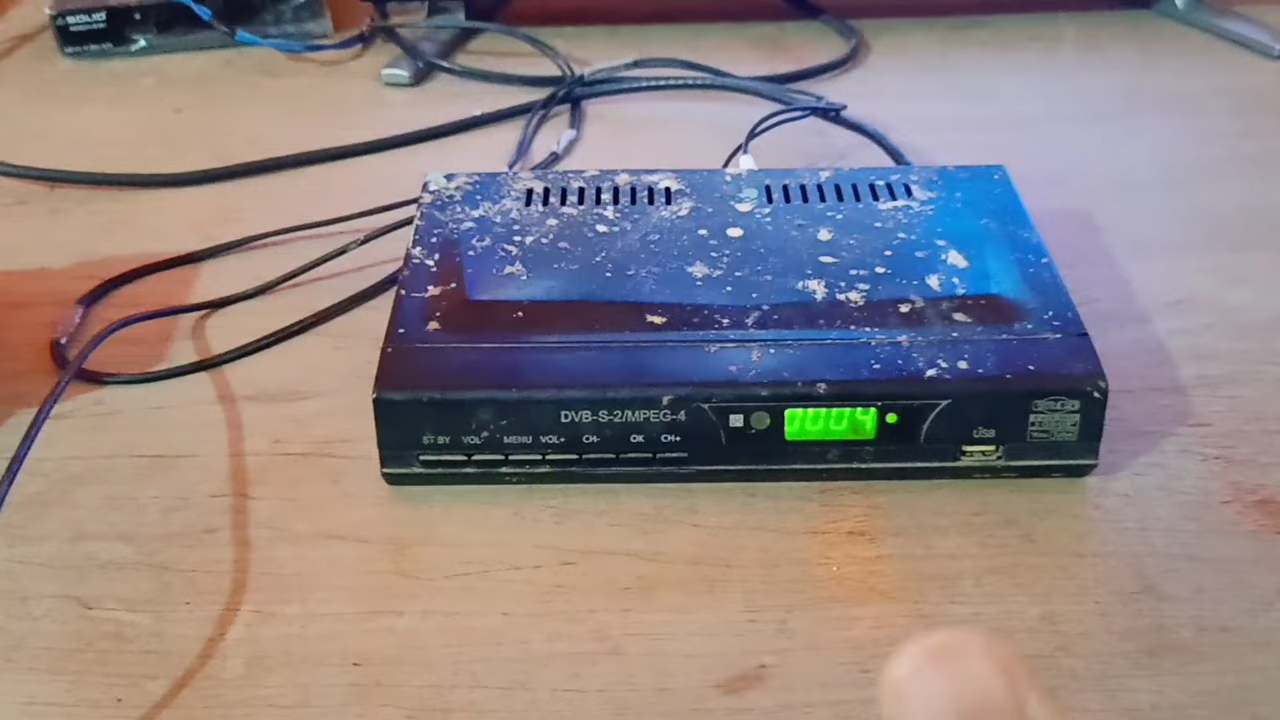 SOLID
DVB-S-2/MPEG-4
ST BY VOL- MENU VOL+ CH- OK CH+
0004
USB